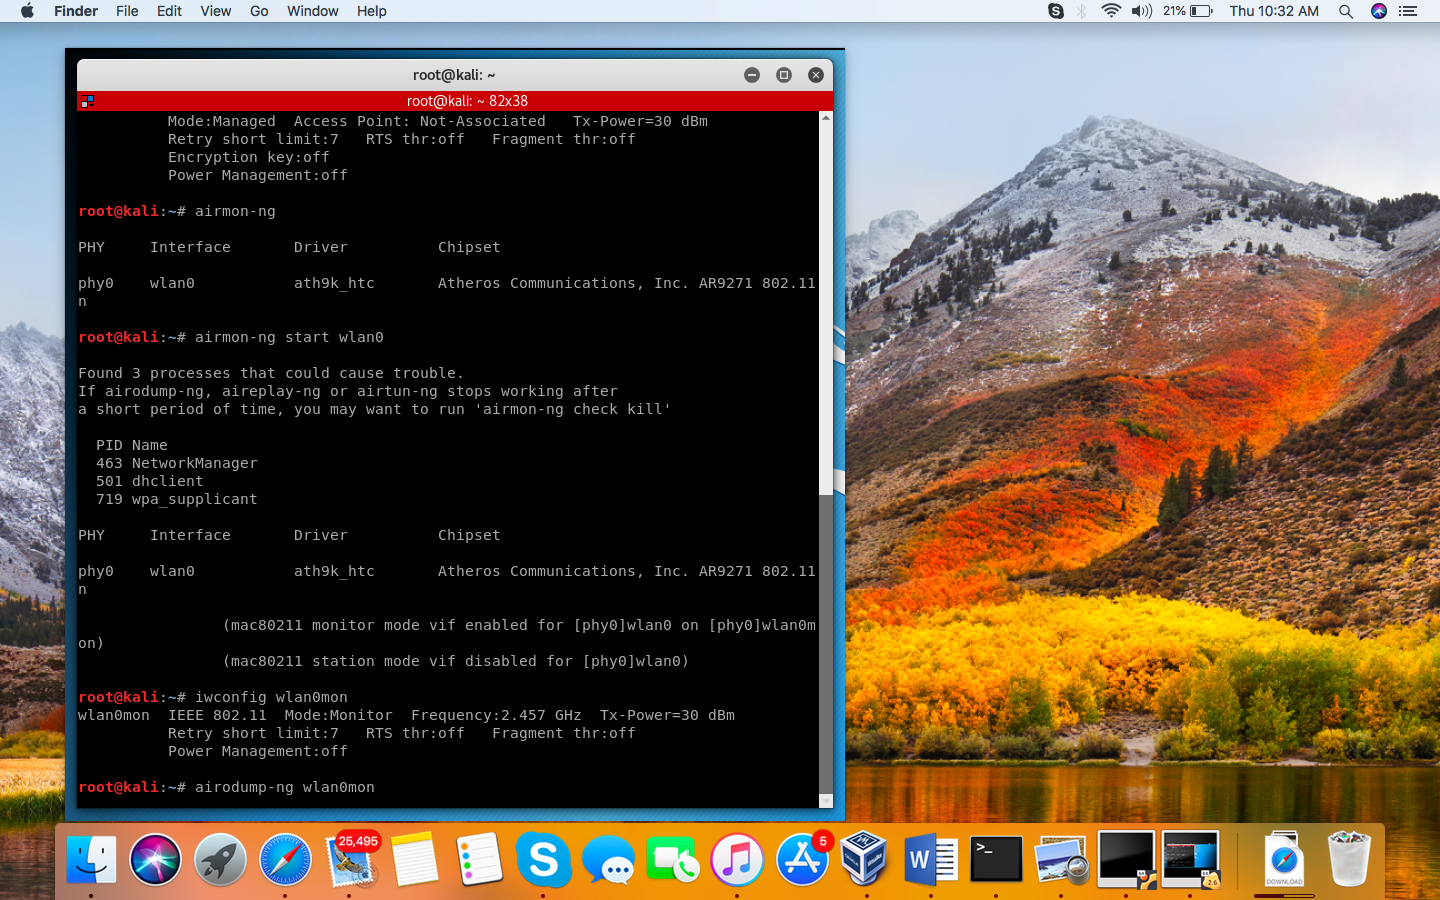 Finder File Edit View Go Window Help 21% Thu 10:32 AM
root@kali: ~
root@kali: ~ 82x38
Mode:Managed  Access Point: Not-Associated   Tx-Power=30 dBm
Retry short limit:7   RTS thr:off   Fragment thr:off
Encryption key:off
Power Management:off
root@kali:~# airmon-ng
PHY     Interface       Driver          Chipset
phy0    wlan0           ath9k_htc       Atheros Communications, Inc. AR9271 802.11
n
root@kali:~# airmon-ng start wlan0
Found 3 processes that could cause trouble.
If airodump-ng, aireplay-ng or airtun-ng stops working after
a short period of time, you may want to run 'airmon-ng check kill'
PID Name
463 NetworkManager
501 dhclient
719 wpa_supplicant
PHY     Interface       Driver          Chipset
phy0    wlan0           ath9k_htc       Atheros Communications, Inc. AR9271 802.11
n
(mac80211 monitor mode vif enabled for [phy0]wlan0 on [phy0]wlan0m
on)
(mac80211 station mode vif disabled for [phy0]wlan0)
root@kali:~# iwconfig wlan0mon
wlan0mon  IEEE 802.11  Mode:Monitor  Frequency:2.457 GHz  Tx-Power=30 dBm
Retry short limit:7   RTS thr:off   Fragment thr:off
Power Management:off
root@kali:~# airodump-ng wlan0mon
25,495
5
S
W
>_
2.6
DOWNLOAD